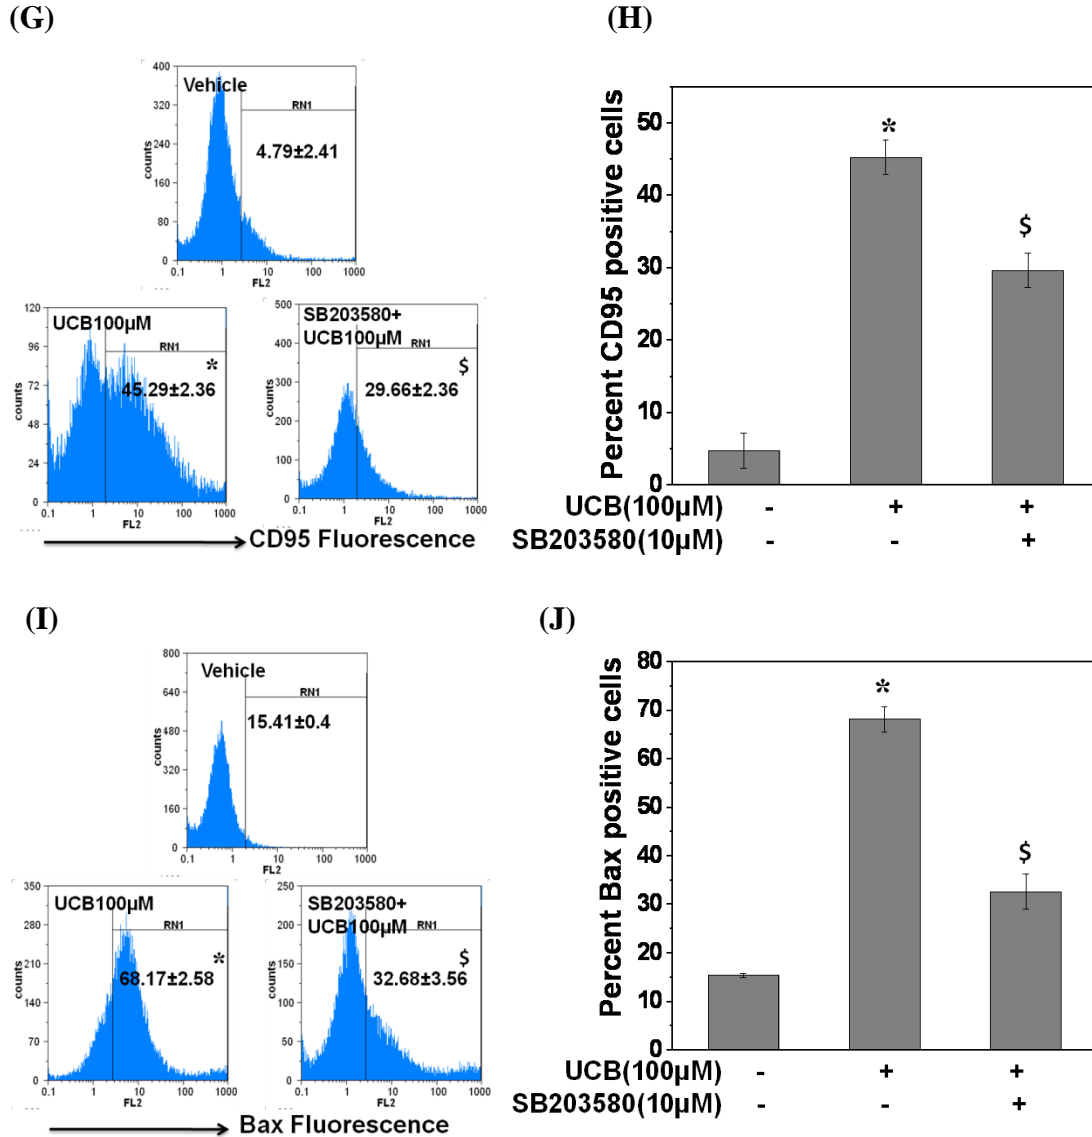 (G)
Vehicle
RN1
4.79±2.41
400
320
240
160
80
0
counts
0.1 1 10 100 1000
FL2
UCB100µM
RN1
*
45.29±2.36
120
96
72
48
24
0
counts
0.1 1 10 100 1000
FL2
SB203580+
UCB100µM
RN1
$
29.66±2.36
500
400
300
200
100
0
counts
0.1 1 10 100 1000
FL2
CD95 Fluorescence
(H)
Percent CD95 positive cells
50
40
30
20
10
0
*
$
UCB(100µM) - + +
SB203580(10µM) - - +
(I)
Vehicle
RN1
15.41±0.4
800
640
480
320
160
0
counts
0.1 1 10 100 1000
FL2
UCB100µM
RN1
*
68.17±2.58
350
280
210
140
70
0
counts
0.1 1 10 100 1000
FL2
SB203580+
UCB100µM
RN1
$
32.68±3.56
250
200
150
100
50
0
counts
0.1 1 10 100 1000
FL2
Bax Fluorescence
(J)
Percent Bax positive cells
80
70
60
50
40
30
20
10
0
*
$
UCB(100µM) - + +
SB203580(10µM) - - +